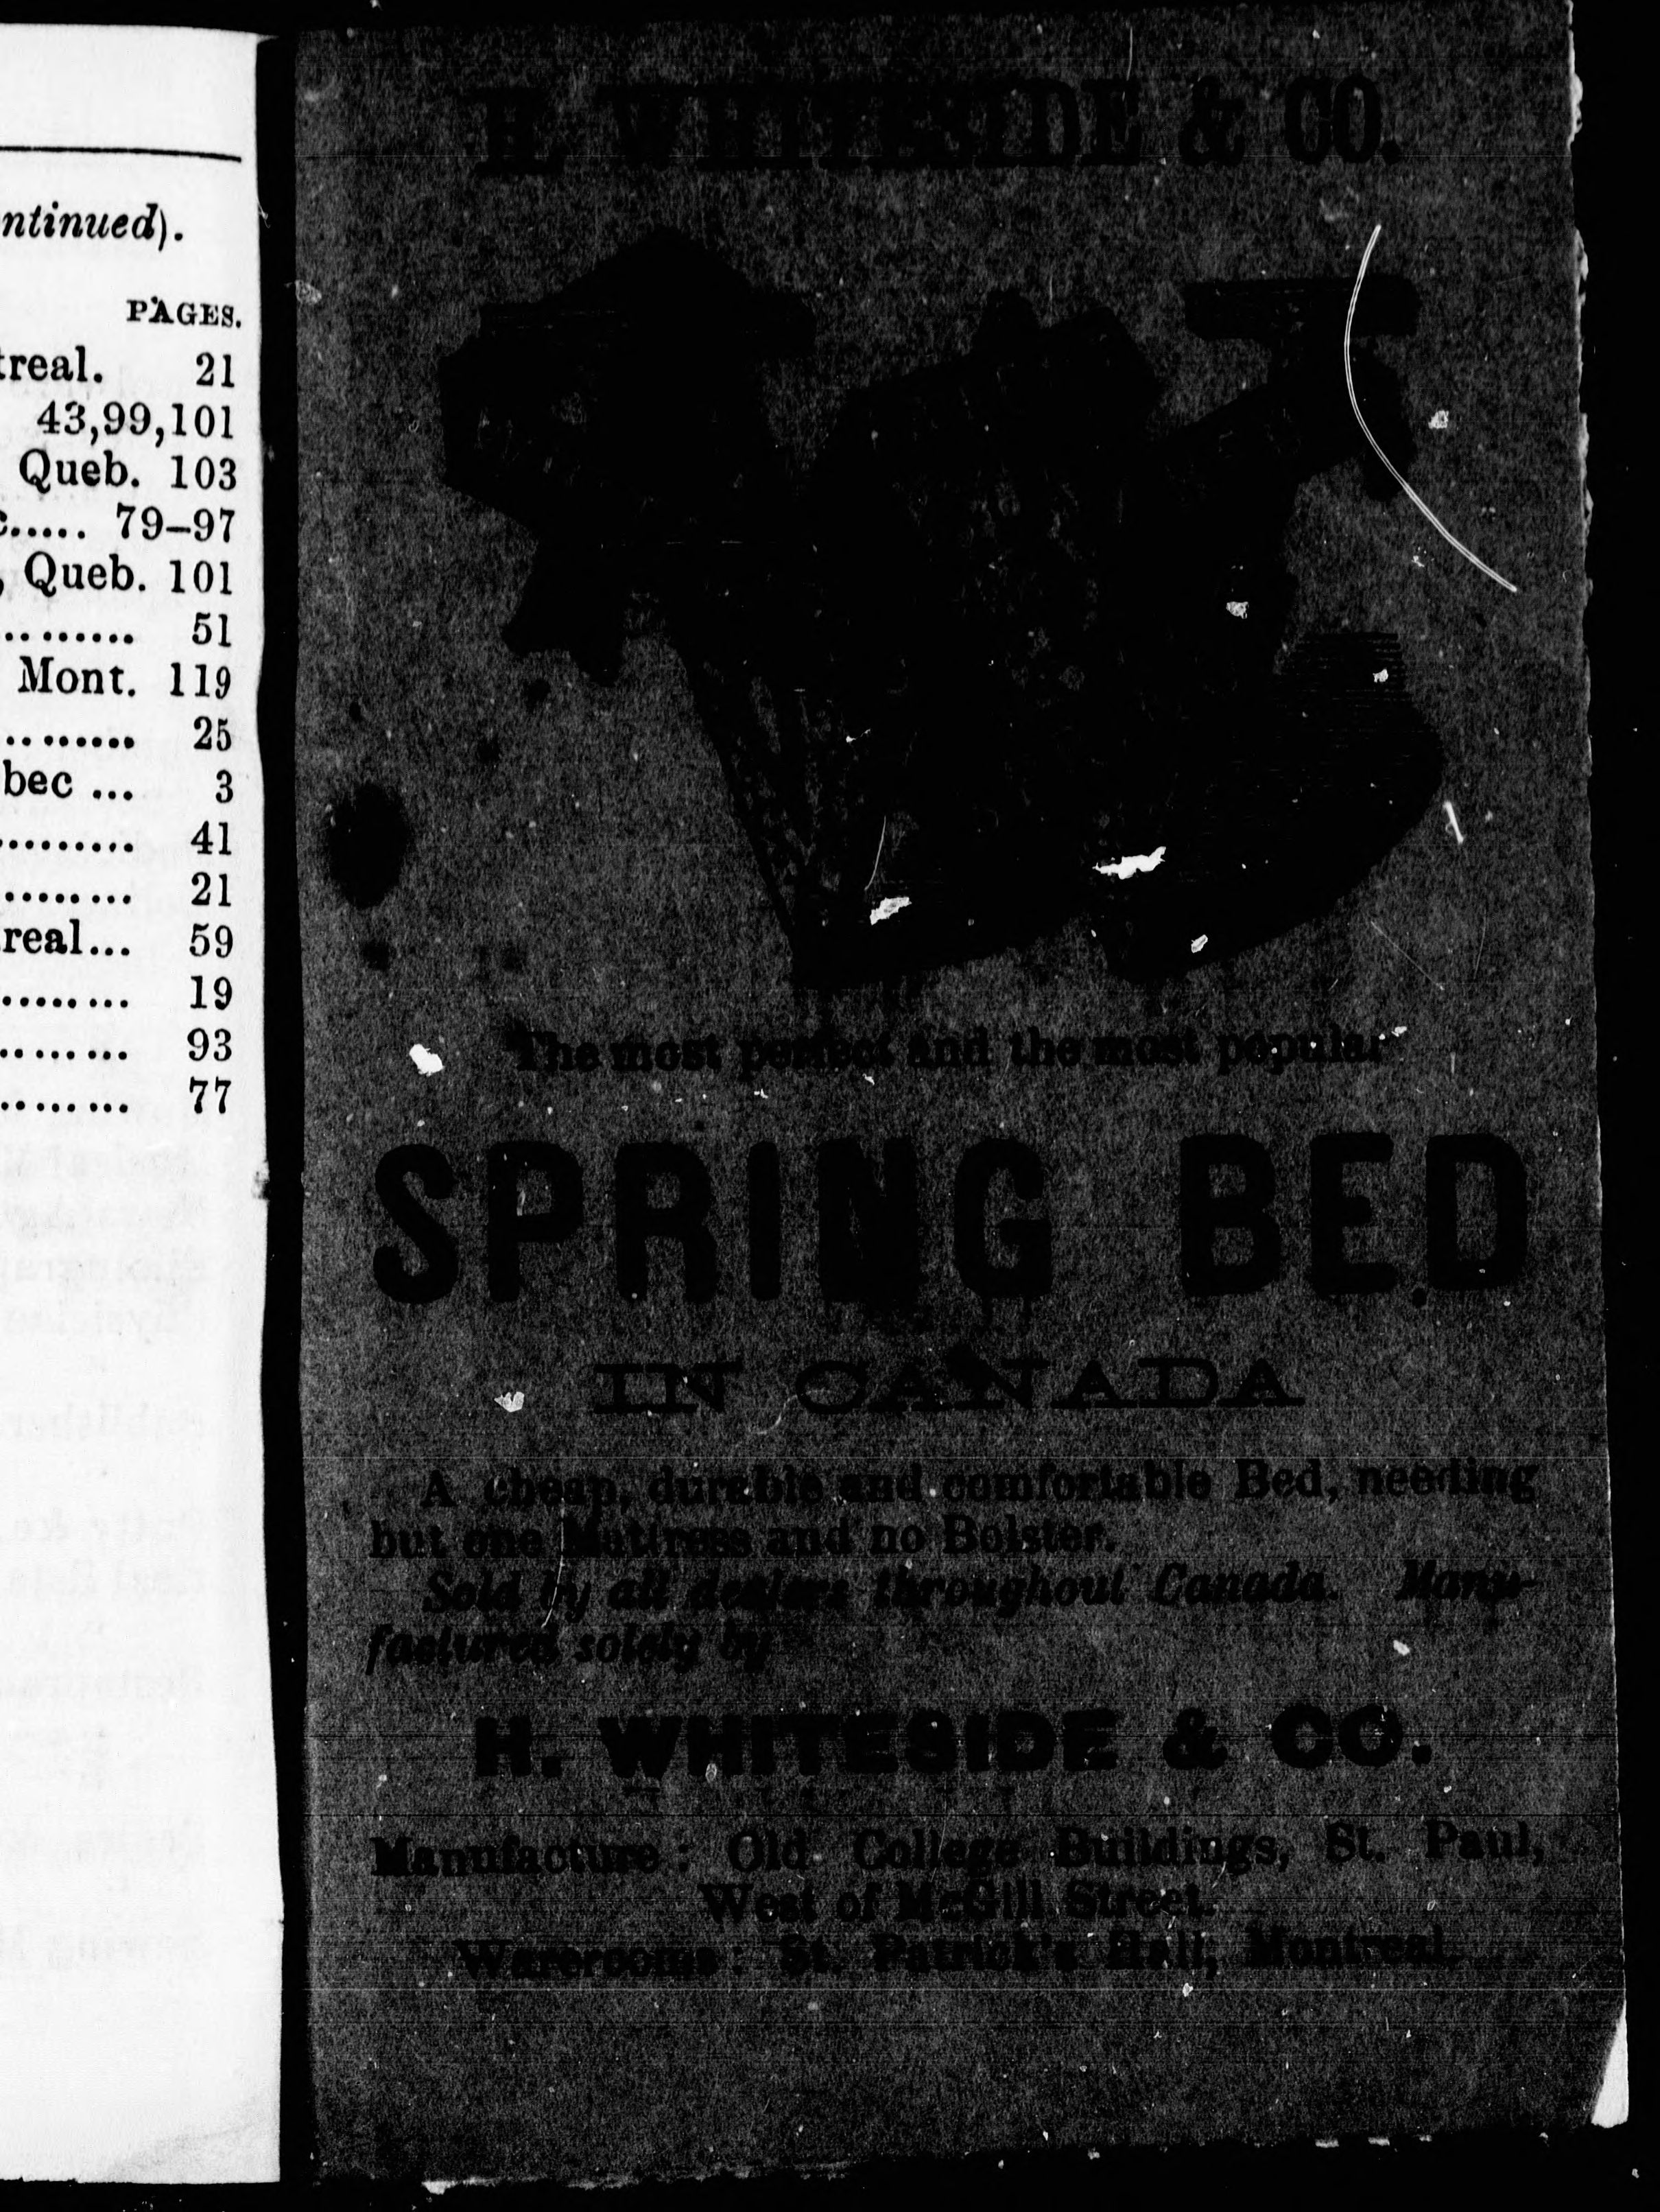 ntinued).
PAGES.
treal. 21
43,99,101
Queb. 103
c..... 79–97
, Queb. 101
.......... 51
Mont. 119
.......... 25
bec ... 3
......... 41
......... 21
real... 59
......... 19
......... 93
......... 77
H. WHITESIDE & CO.
The most perfect and the most popular
SPRING BED
IN CANADA
A cheap, durable and comfortable Bed, needing
but one Mattress and no Bolster.
Sold by all dealers throughout Canada. Manu-
factured solely by
H. WHITESIDE & CO.
Manufacture: Old College Buildings, St. Paul,
West of McGill Street.
Warerooms: St. Patrick's Hall, Montreal.